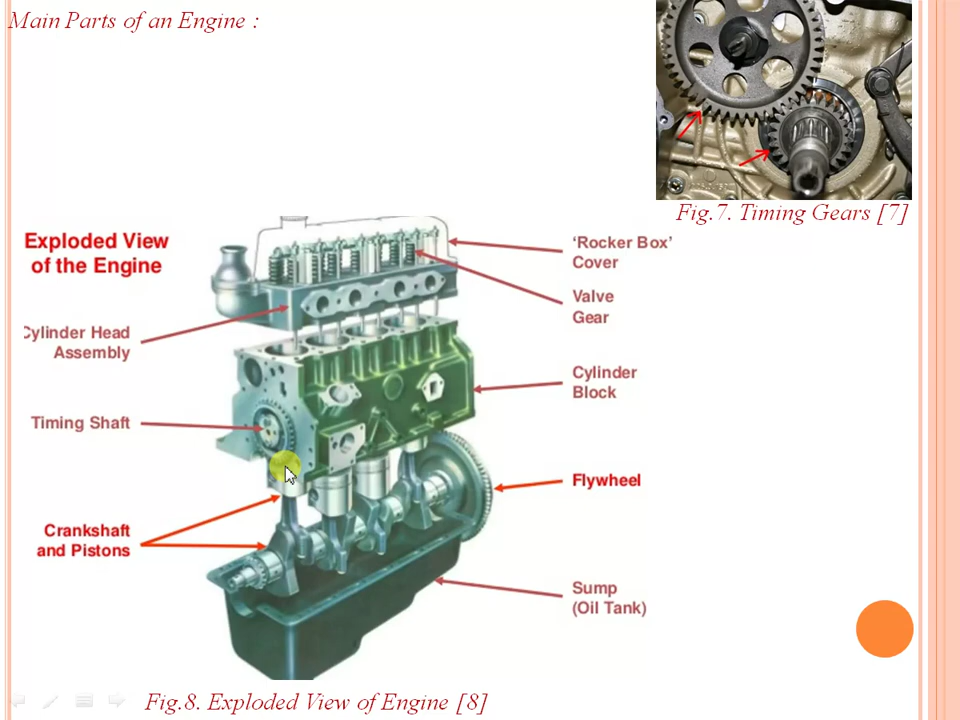 Main Parts of an Engine :
Fig.7. Timing Gears [7]
Exploded View
of the Engine
'Rocker Box'
Cover
Valve
Gear
Cylinder Head
Assembly
Cylinder
Block
Timing Shaft
Flywheel
Crankshaft
and Pistons
Sump
(Oil Tank)
Fig.8. Exploded View of Engine [8]